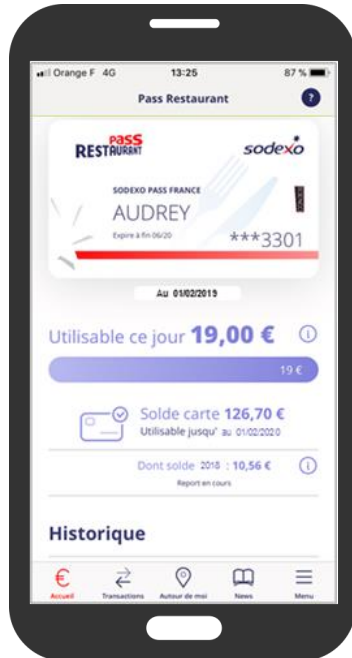 Orange F 4G 13:25 87 %
Pass Restaurant ?
PASS
RESTAURANT sodexo
SODEXO PASS FRANCE
AUDREY
Expire à fin 06/20 ***3301
Au 01/02/2019
Utilisable ce jour 19,00 € i
19 €
Solde carte 126,70 €
Utilisable jusqu' au 01/02/2020
Dont solde 2018 : 10,56 € i
Report en cours
Historique
Accueil Transactions Autour de moi News Menu